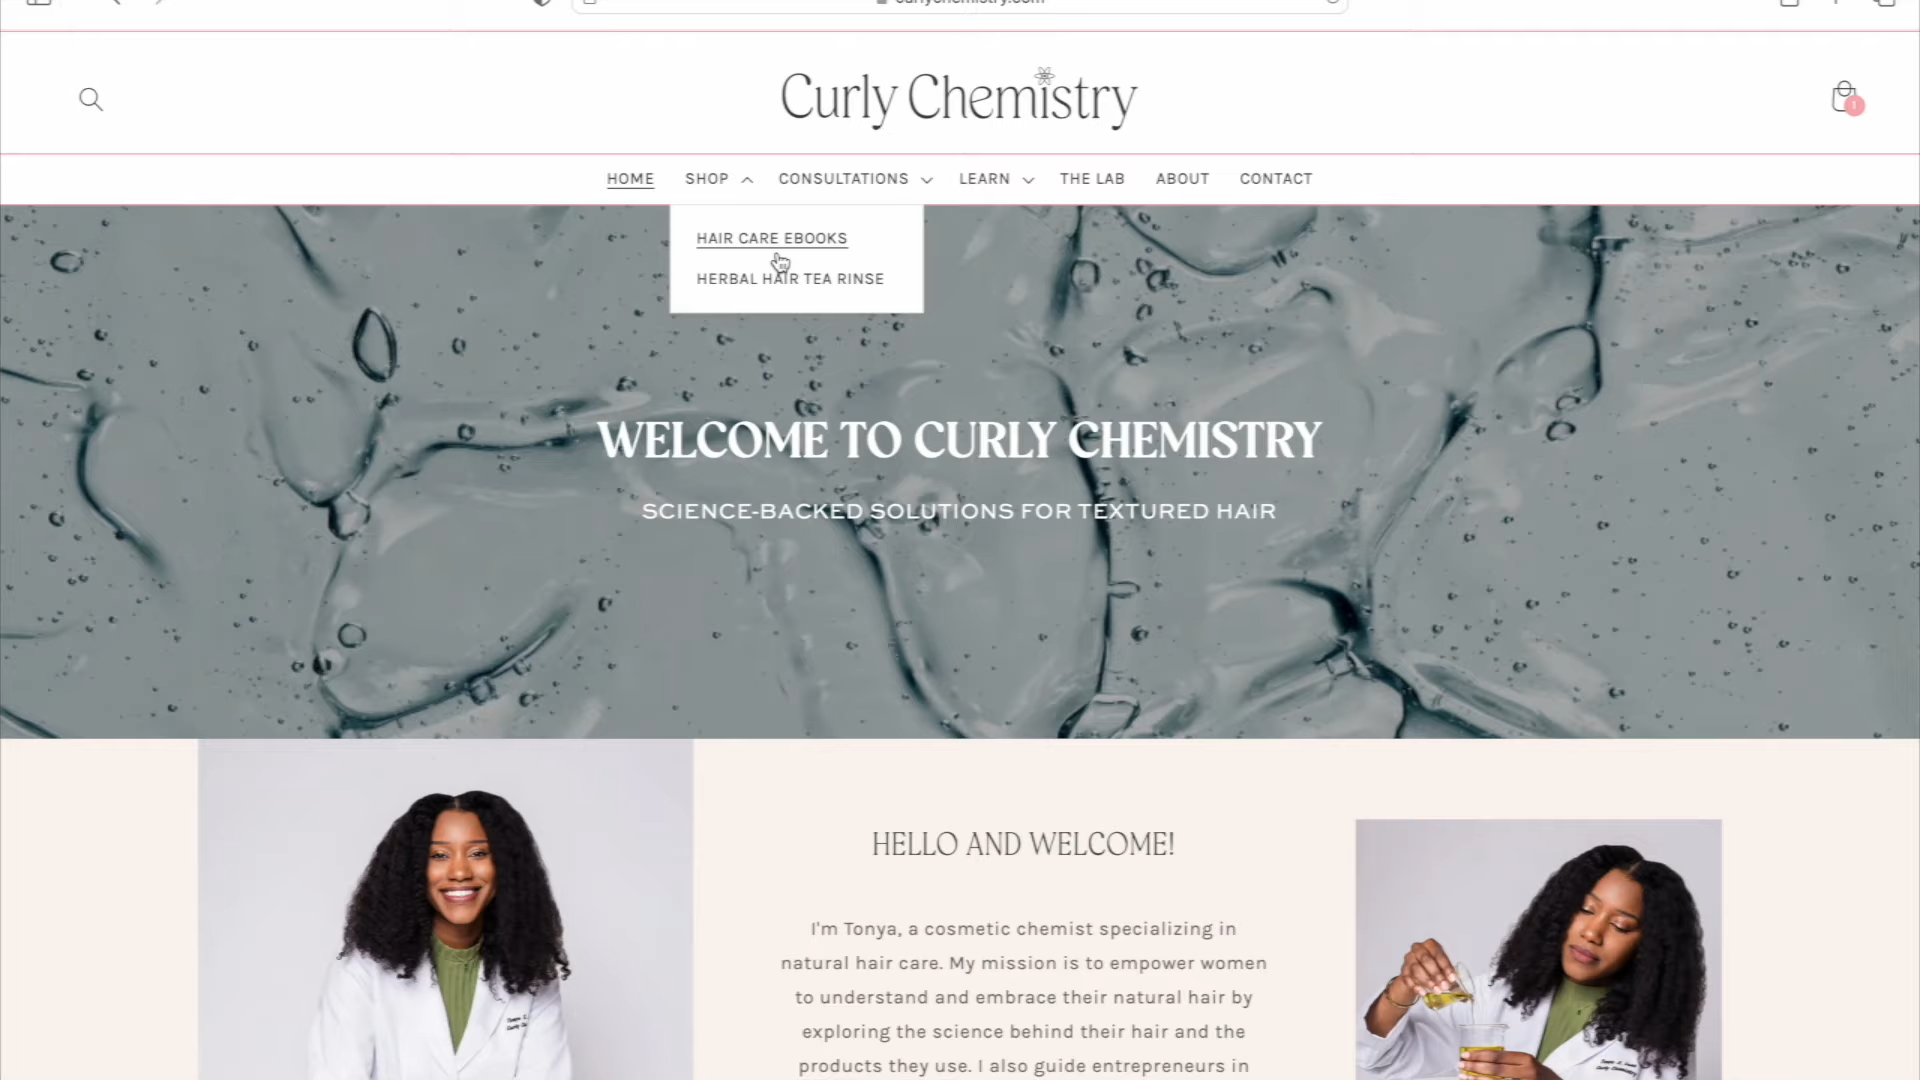 Curly Chemistry
1
HOME SHOP CONSULTATIONS LEARN THE LAB ABOUT CONTACT
HAIR CARE EBOOKS
HERBAL HAIR TEA RINSE
WELCOME TO CURLY CHEMISTRY
SCIENCE-BACKED SOLUTIONS FOR TEXTURED HAIR
HELLO AND WELCOME!
I'm Tonya, a cosmetic chemist specializing in
natural hair care. My mission is to empower women
to understand and embrace their natural hair by
exploring the science behind their hair and the
products they use. I also guide entrepreneurs in